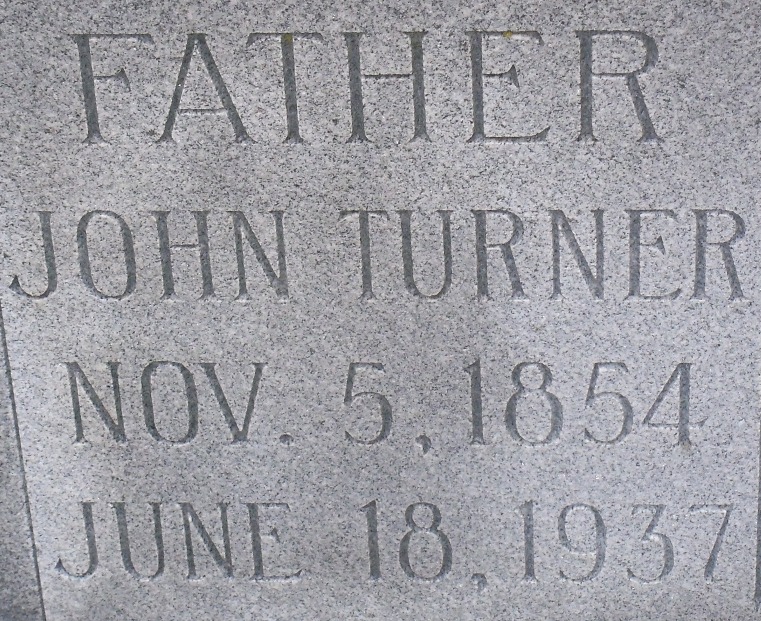 FATHER
JOHN TURNER
NOV. 5, 1854
JUNE 18, 1937